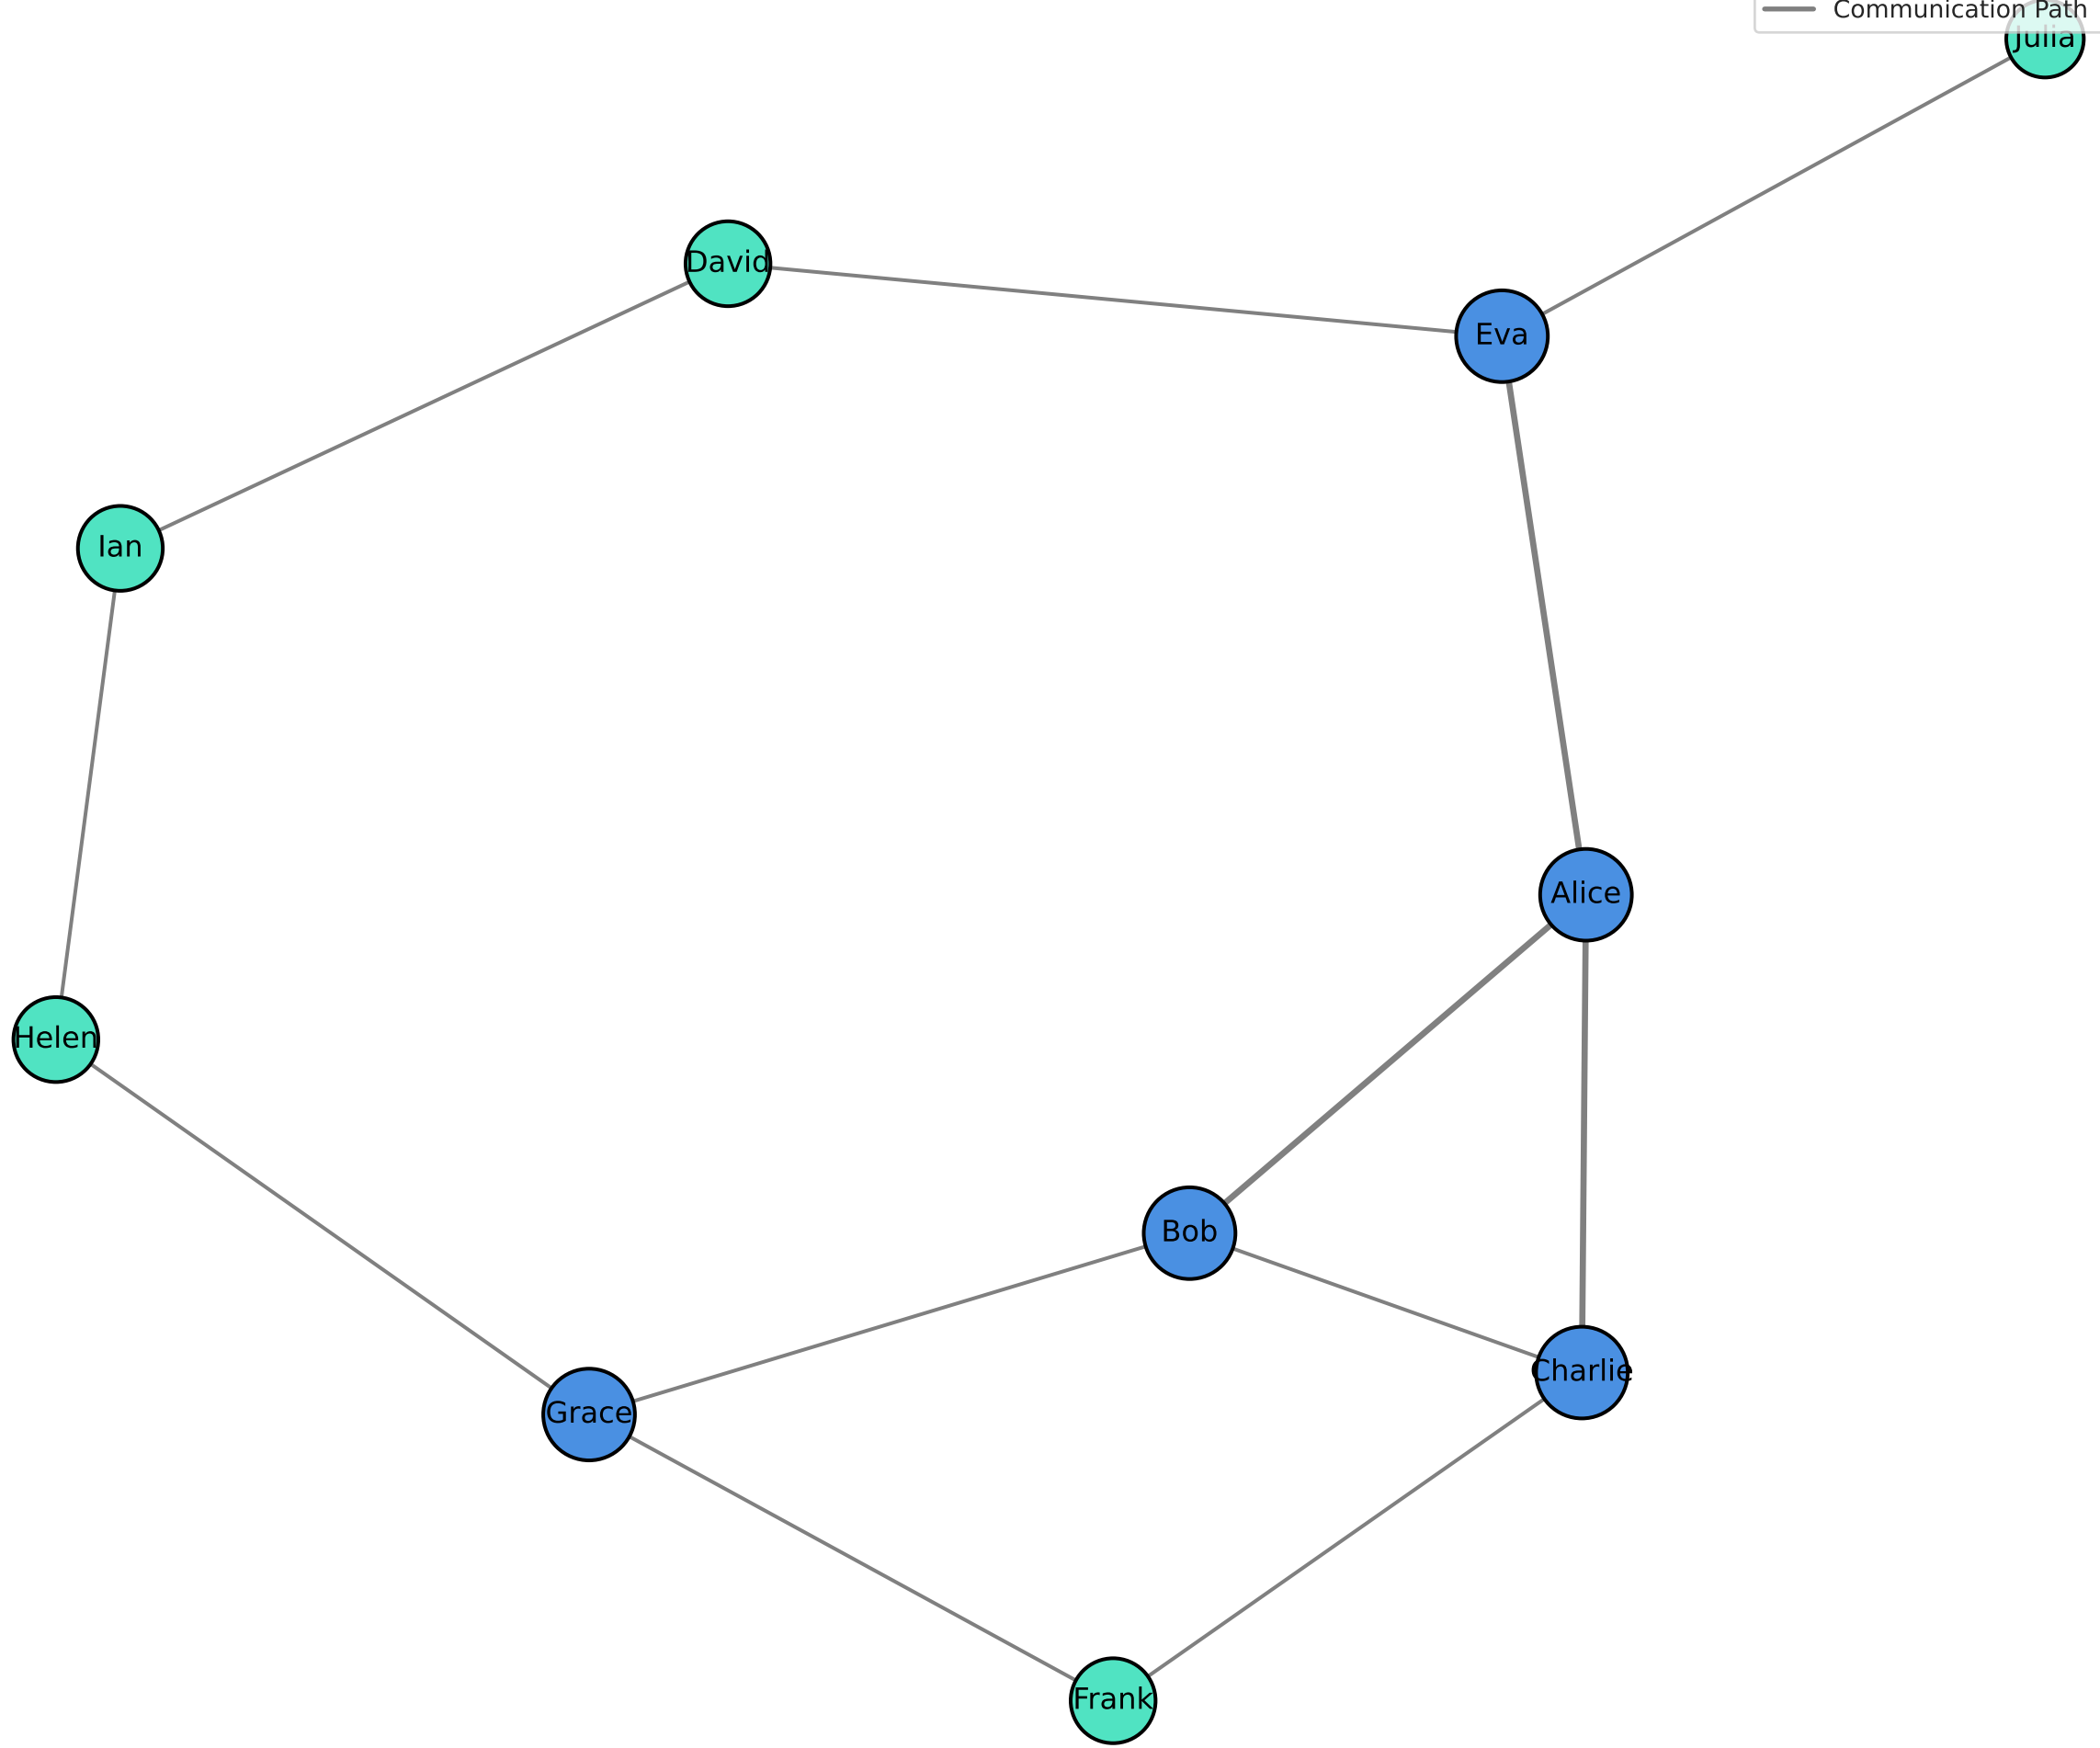 Communication Path
Julia
David
Eva
Ian
Alice
Helen
Bob
Charlie
Grace
Frank